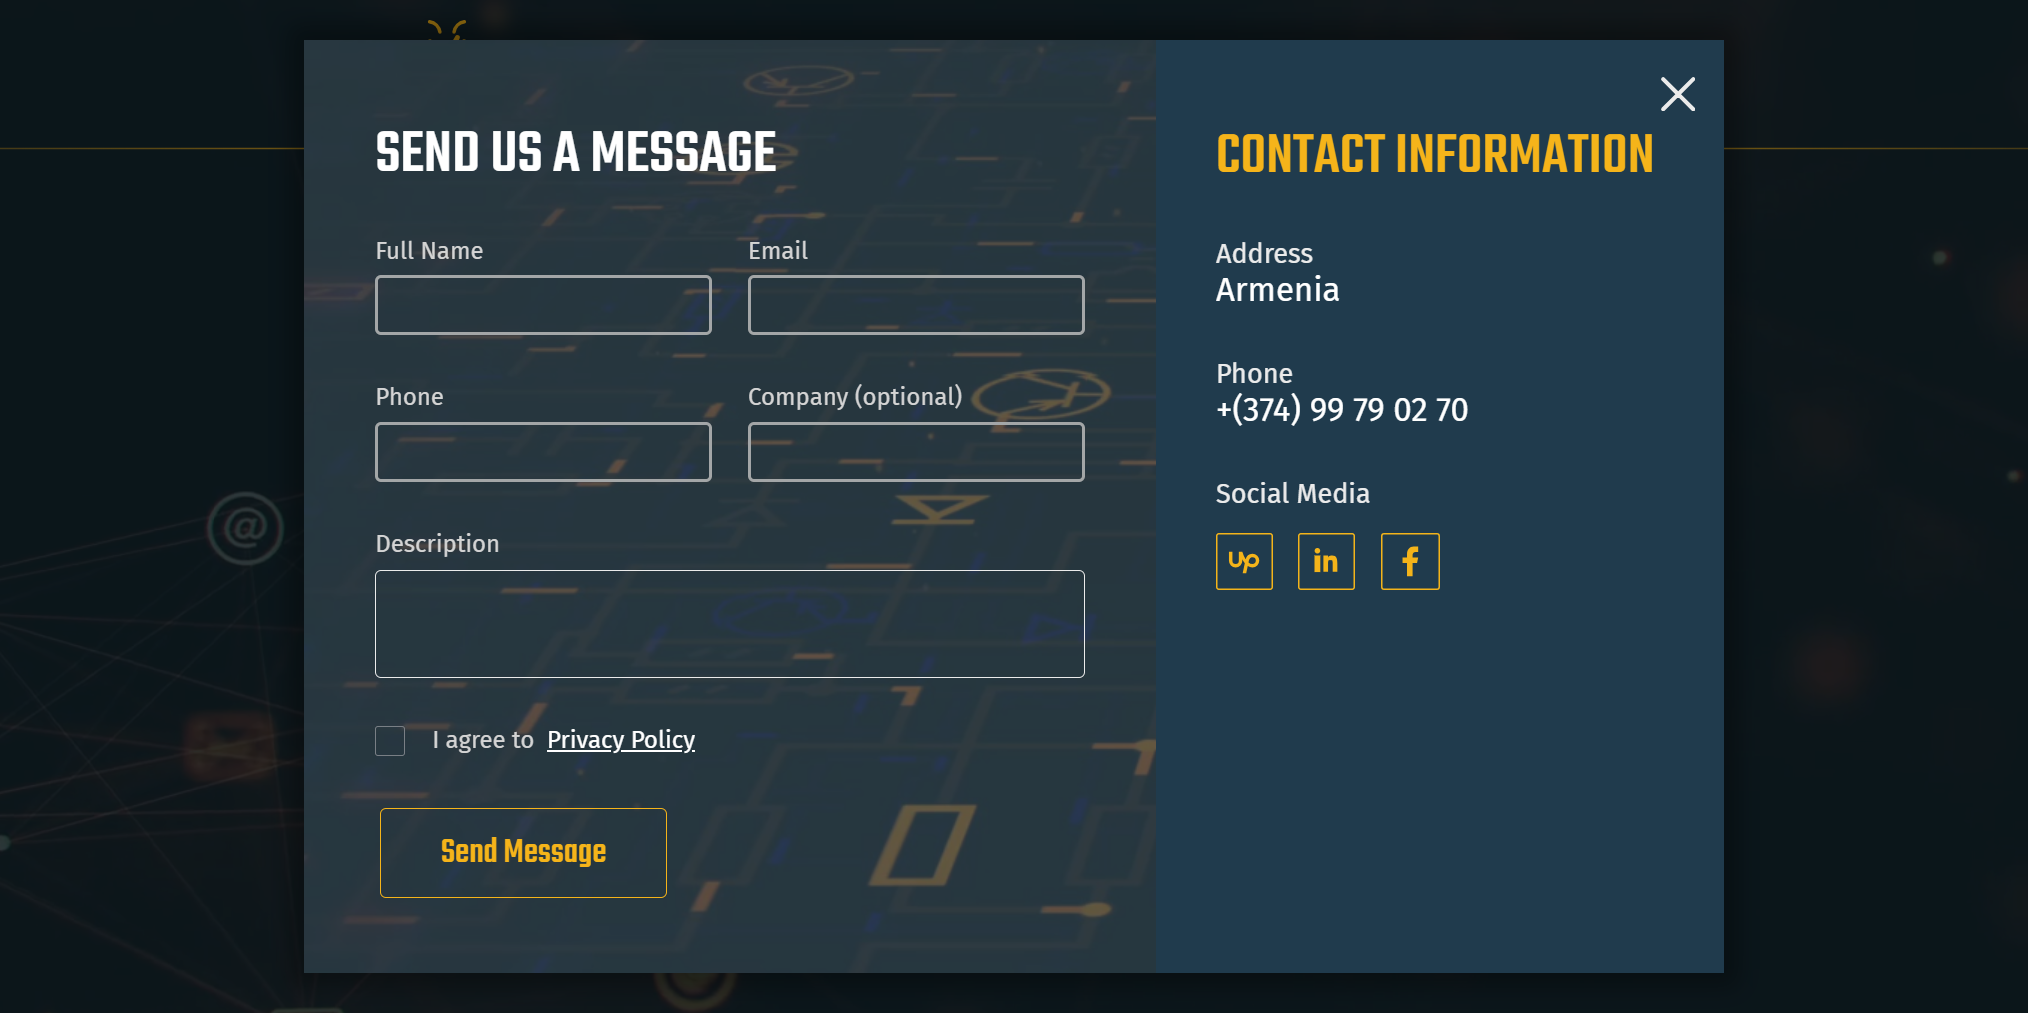 SEND US A MESSAGE
Full Name
Email
Phone
Company (optional)
Description
I agree to Privacy Policy
Send Message
CONTACT INFORMATION
Address
Armenia
Phone
+(374) 99 79 02 70
Social Media
up
in
f
@